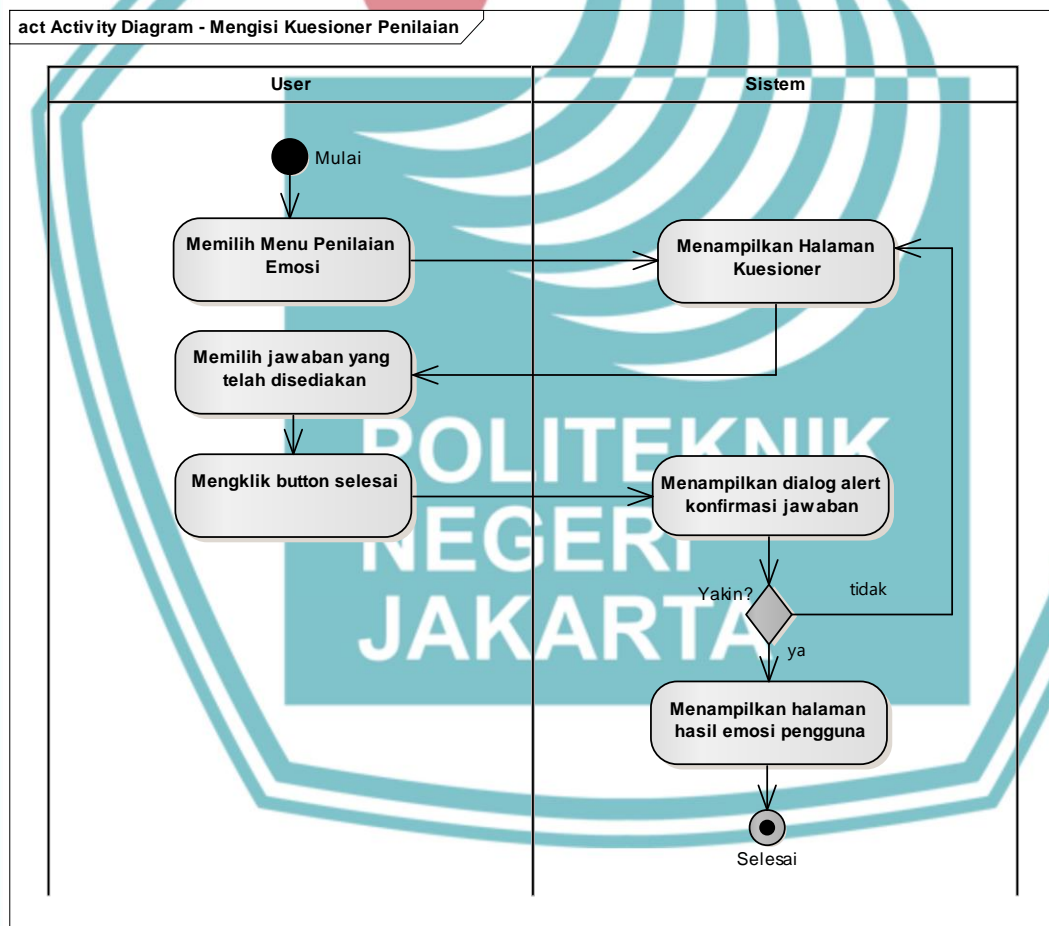 act Activity Diagram - Mengisi Kuesioner Penilaian
User
Sistem
Mulai
Memilih Menu Penilaian
Emosi
Menampilkan Halaman
Kuesioner
Memilih jawaban yang
telah disediakan
POLITEKNIK
NEGERI
JAKARTA
Mengklik button selesai
Menampilkan dialog alert
konfirmasi jawaban
Yakin?
tidak
ya
Menampilkan halaman
hasil emosi pengguna
Selesai